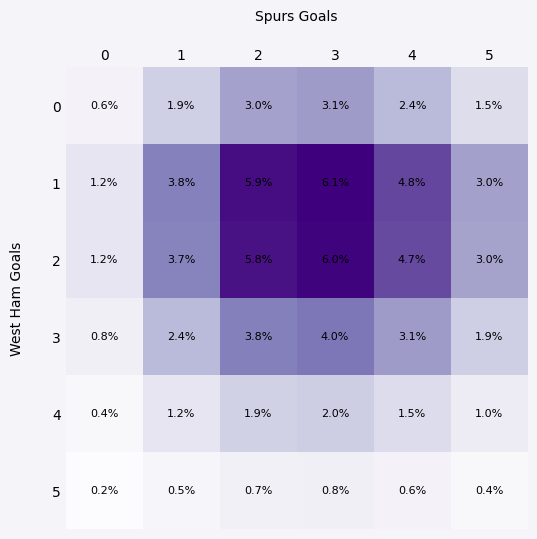 Spurs Goals
0 1 2 3 4 5
0 0.6% 1.9% 3.0% 3.1% 2.4% 1.5%
1 1.2% 3.8% 5.9% 6.1% 4.8% 3.0%
2 1.2% 3.7% 5.8% 6.0% 4.7% 3.0%
3 0.8% 2.4% 3.8% 4.0% 3.1% 1.9%
4 0.4% 1.2% 1.9% 2.0% 1.5% 1.0%
5 0.2% 0.5% 0.7% 0.8% 0.6% 0.4%
West Ham Goals